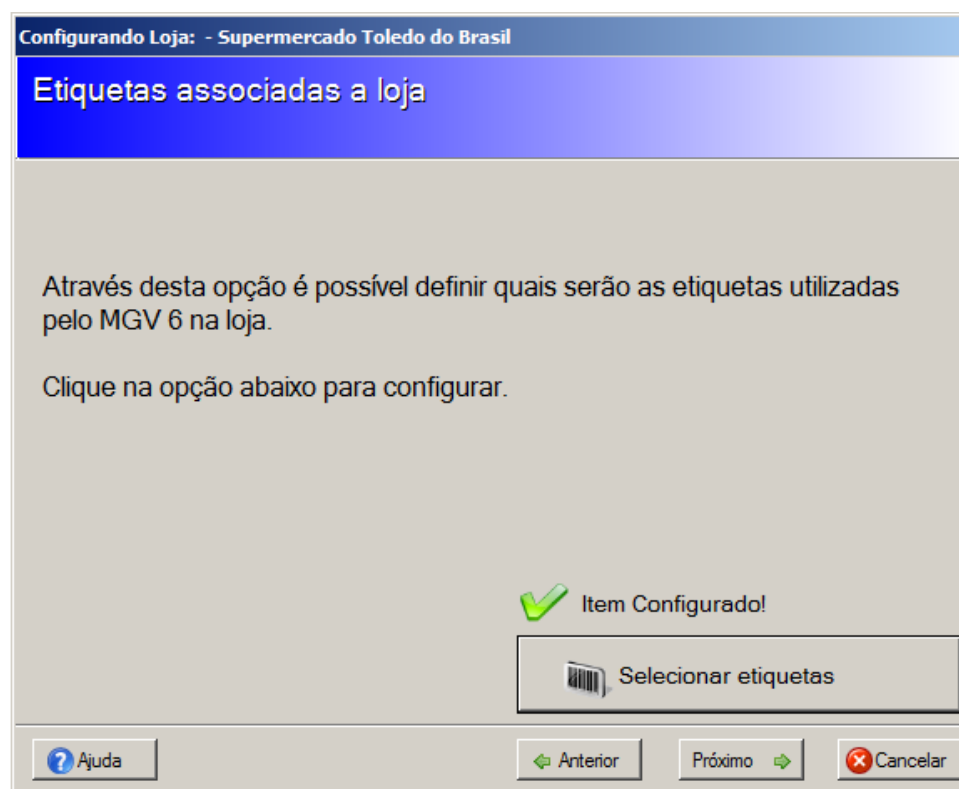 Configurando Loja: - Supermercado Toledo do Brasil
Etiquetas associadas a loja
Através desta opção é possível definir quais serão as etiquetas utilizadas
pelo MGV 6 na loja.
Clique na opção abaixo para configurar.
Item Configurado!
Selecionar etiquetas
Ajuda
Anterior
Próximo
Cancelar